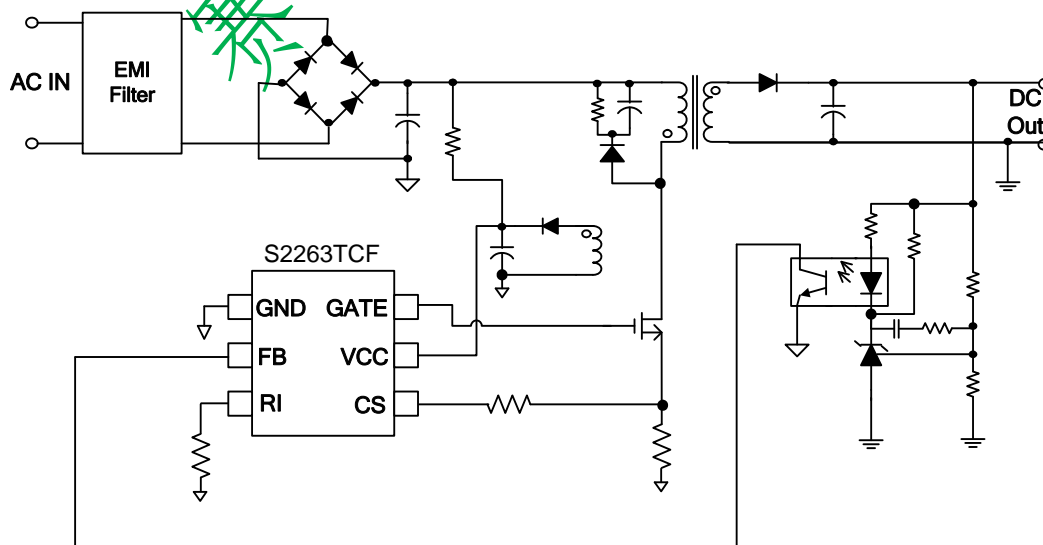 AC IN
EMI
Filter
DC
Out
S2263TCF
GND
GATE
FB
VCC
RI
CS